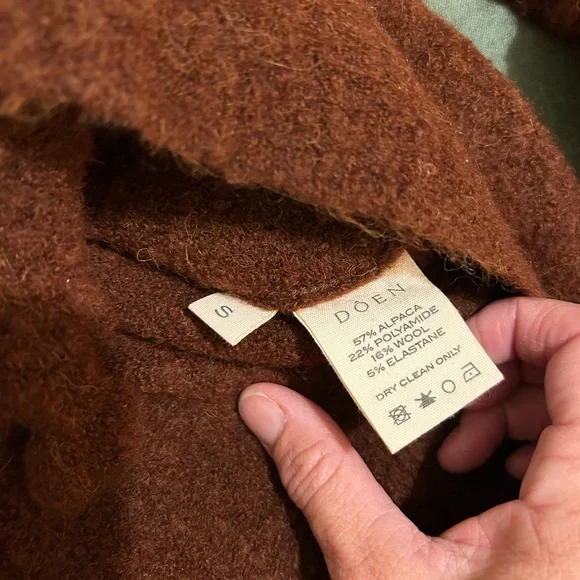 S
DÔEN
57% ALPACA
22% POLYAMIDE
16% WOOL
5% ELASTANE
DRY CLEAN ONLY